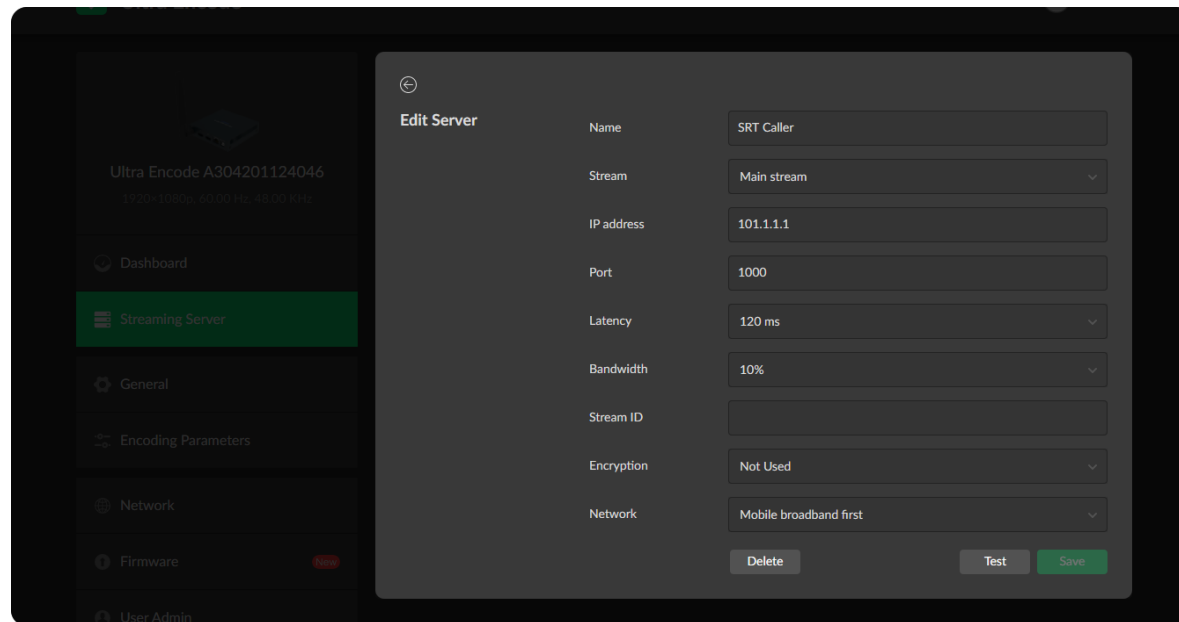 Ultra Encode A304201124046
1920×1080p, 60.00 Hz, 48.00 KHz
Dashboard
Streaming Server
General
Encoding Parameters
Network
Firmware
New
User Admin
Edit Server
Name
SRT Caller
Stream
Main stream
IP address
101.1.1.1
Port
1000
Latency
120 ms
Bandwidth
10%
Stream ID
Encryption
Not Used
Network
Mobile broadband first
Delete
Test
Save